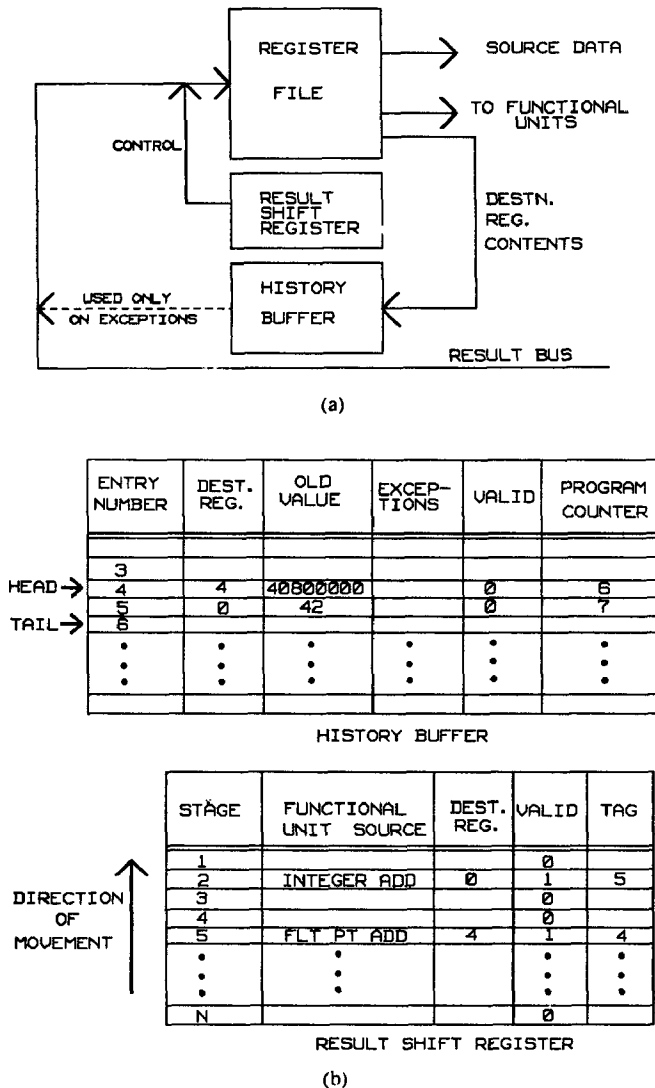 REGISTER
FILE
SOURCE DATA
TO FUNCTIONAL
UNITS
CONTROL
RESULT
SHIFT
REGISTER
DESTN.
REG.
CONTENTS
HISTORY
BUFFER
USED ONLY
ON EXCEPTIONS
RESULT BUS
(a)
ENTRY NUMBER DEST. REG. OLD VALUE EXCEP-TIONS VALID PROGRAM COUNTER
3
HEAD → 4 4 40800000 0 6
5 0 42 0 7
TAIL → 6
HISTORY BUFFER
STAGE FUNCTIONAL UNIT SOURCE DEST. REG. VALID TAG
1 0
2 INTEGER ADD 0 1 5
3 0
4 0
5 FLT PT ADD 4 1 4
N 0
DIRECTION
OF
MOVEMENT
RESULT SHIFT REGISTER
(b)